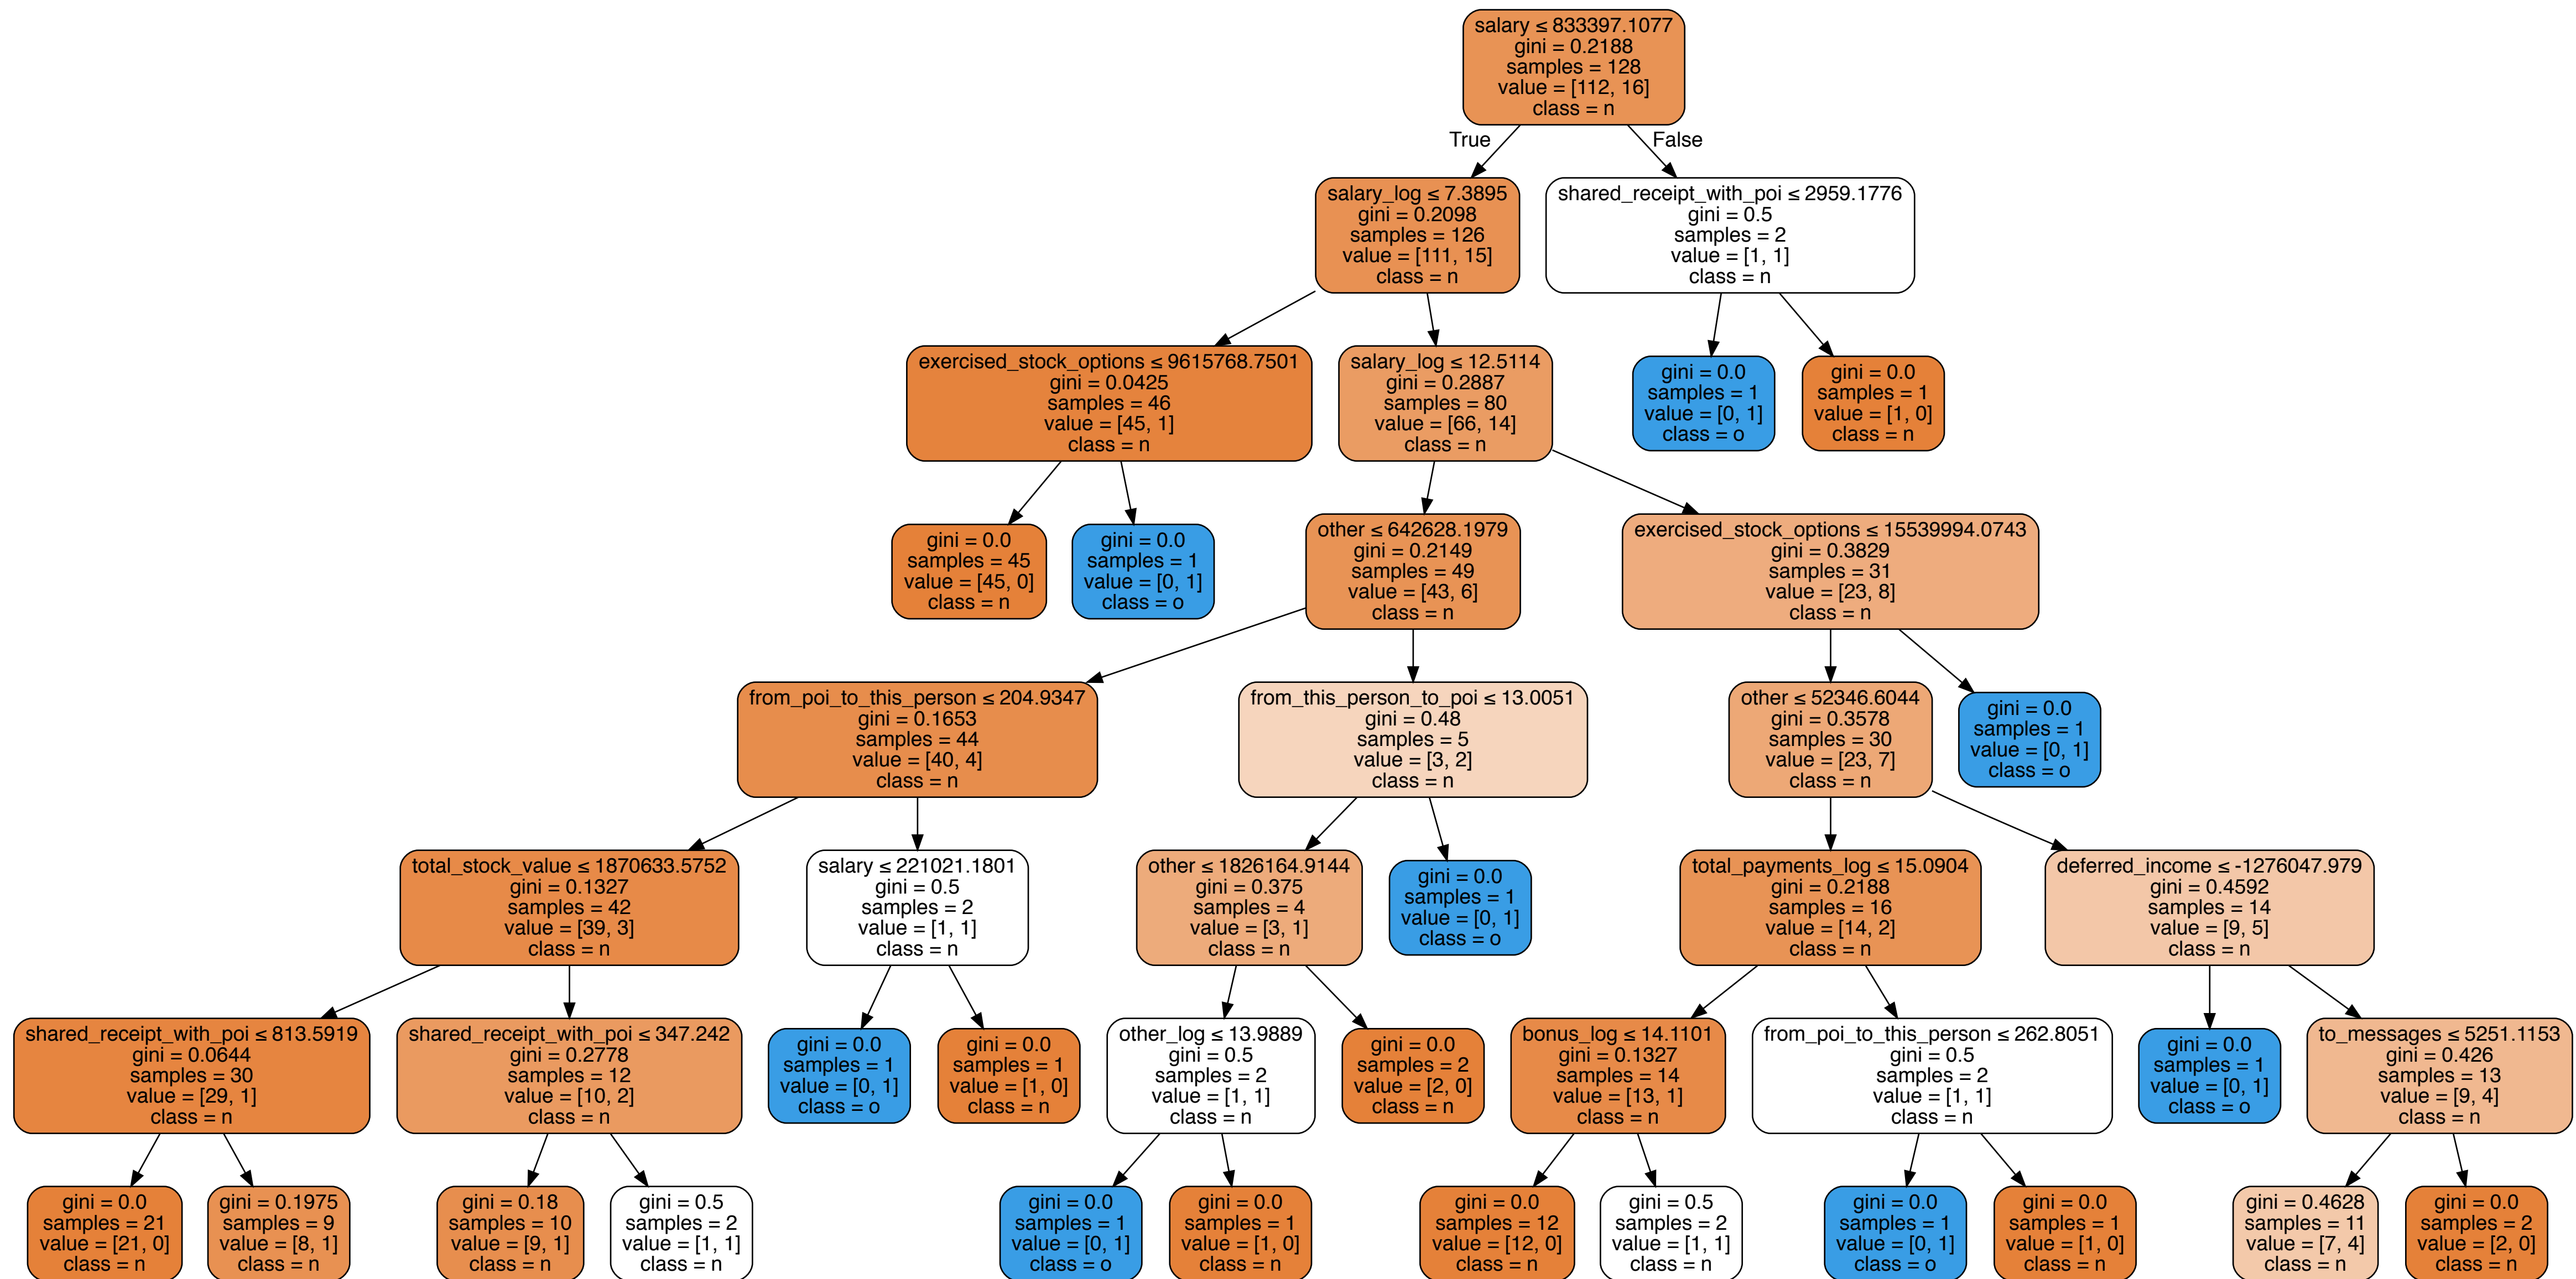 salary ≤ 833397.1077
gini = 0.2188
samples = 128
value = [112, 16]
class = n
True
False
salary_log ≤ 7.3895
gini = 0.2098
samples = 126
value = [111, 15]
class = n
shared_receipt_with_poi ≤ 2959.1776
gini = 0.5
samples = 2
value = [1, 1]
class = n
exercised_stock_options ≤ 9615768.7501
gini = 0.0425
samples = 46
value = [45, 1]
class = n
salary_log ≤ 12.5114
gini = 0.2887
samples = 80
value = [66, 14]
class = n
gini = 0.0
samples = 1
value = [0, 1]
class = o
gini = 0.0
samples = 1
value = [1, 0]
class = n
gini = 0.0
samples = 45
value = [45, 0]
class = n
gini = 0.0
samples = 1
value = [0, 1]
class = o
other ≤ 642628.1979
gini = 0.2149
samples = 49
value = [43, 6]
class = n
exercised_stock_options ≤ 15539994.0743
gini = 0.3829
samples = 31
value = [23, 8]
class = n
from_poi_to_this_person ≤ 204.9347
gini = 0.1653
samples = 44
value = [40, 4]
class = n
from_this_person_to_poi ≤ 13.0051
gini = 0.48
samples = 5
value = [3, 2]
class = n
other ≤ 52346.6044
gini = 0.3578
samples = 30
value = [23, 7]
class = n
gini = 0.0
samples = 1
value = [0, 1]
class = o
total_stock_value ≤ 1870633.5752
gini = 0.1327
samples = 42
value = [39, 3]
class = n
salary ≤ 221021.1801
gini = 0.5
samples = 2
value = [1, 1]
class = n
other ≤ 1826164.9144
gini = 0.375
samples = 4
value = [3, 1]
class = n
gini = 0.0
samples = 1
value = [0, 1]
class = o
total_payments_log ≤ 15.0904
gini = 0.2188
samples = 16
value = [14, 2]
class = n
deferred_income ≤ -1276047.979
gini = 0.4592
samples = 14
value = [9, 5]
class = n
shared_receipt_with_poi ≤ 813.5919
gini = 0.0644
samples = 30
value = [29, 1]
class = n
shared_receipt_with_poi ≤ 347.242
gini = 0.2778
samples = 12
value = [10, 2]
class = n
gini = 0.0
samples = 1
value = [0, 1]
class = o
gini = 0.0
samples = 1
value = [1, 0]
class = n
other_log ≤ 13.9889
gini = 0.5
samples = 2
value = [1, 1]
class = n
gini = 0.0
samples = 2
value = [2, 0]
class = n
bonus_log ≤ 14.1101
gini = 0.1327
samples = 14
value = [13, 1]
class = n
from_poi_to_this_person ≤ 262.8051
gini = 0.5
samples = 2
value = [1, 1]
class = n
gini = 0.0
samples = 1
value = [0, 1]
class = o
to_messages ≤ 5251.1153
gini = 0.426
samples = 13
value = [9, 4]
class = n
gini = 0.0
samples = 21
value = [21, 0]
class = n
gini = 0.1975
samples = 9
value = [8, 1]
class = n
gini = 0.18
samples = 10
value = [9, 1]
class = n
gini = 0.5
samples = 2
value = [1, 1]
class = n
gini = 0.0
samples = 1
value = [0, 1]
class = o
gini = 0.0
samples = 1
value = [1, 0]
class = n
gini = 0.0
samples = 12
value = [12, 0]
class = n
gini = 0.5
samples = 2
value = [1, 1]
class = n
gini = 0.0
samples = 1
value = [0, 1]
class = o
gini = 0.0
samples = 1
value = [1, 0]
class = n
gini = 0.4628
samples = 11
value = [7, 4]
class = n
gini = 0.0
samples = 2
value = [2, 0]
class = n